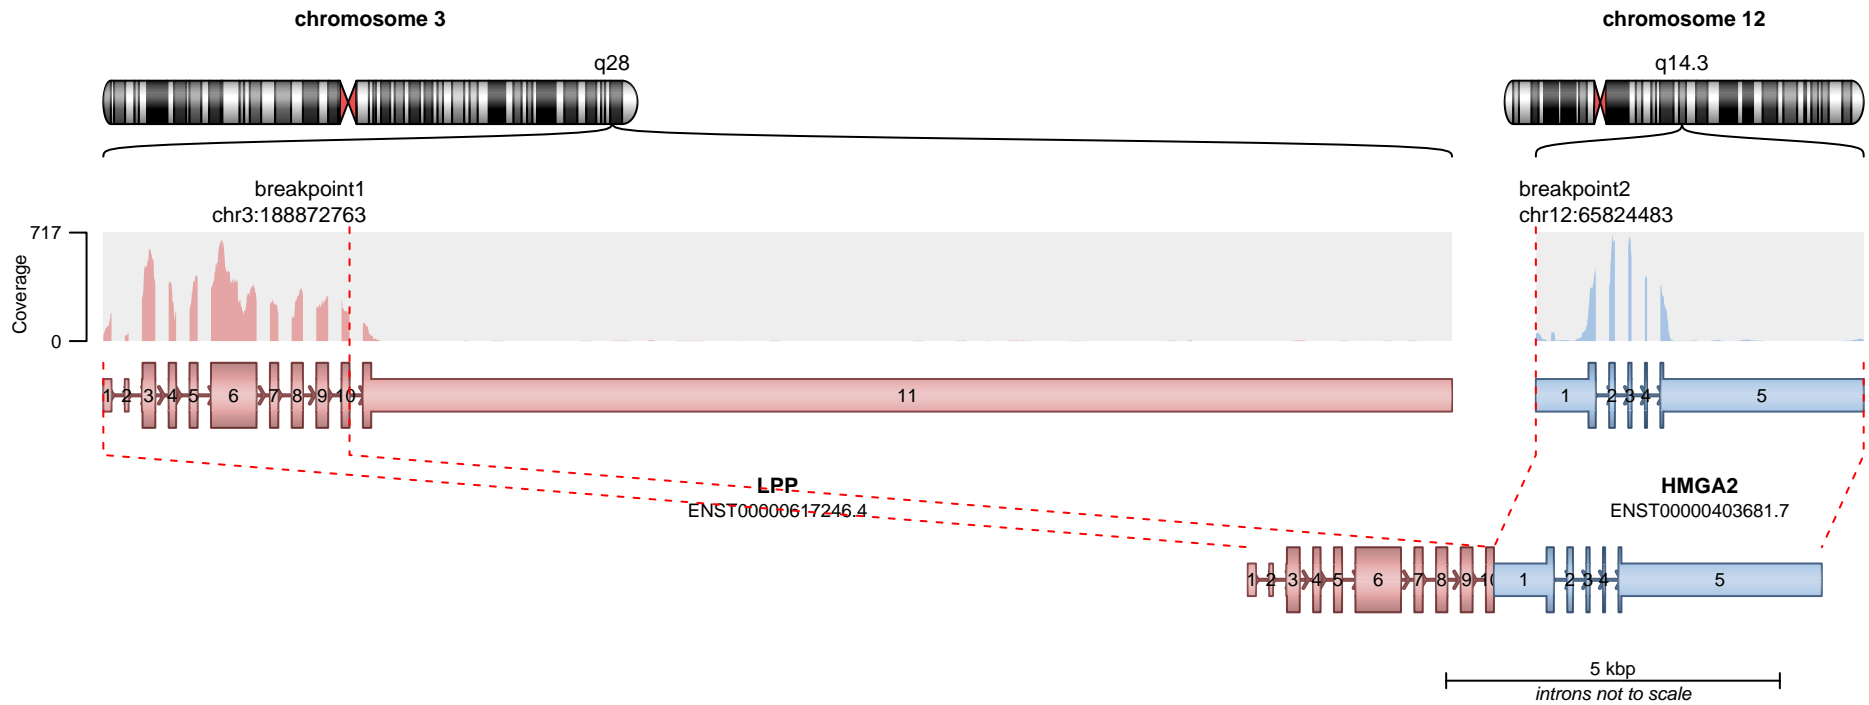 chromosome 3
chromosome 12
q28
q14.3
breakpoint1
chr3:188872763
breakpoint2
chr12:65824483
717
Coverage
0
1 2 3 4 5 6 7 8 9 10 11
1 2 3 4 5
LPP
ENST00000617246.4
HMGA2
ENST00000403681.7
1 2 3 4 5 6 7 8 9 10 1 2 3 4 5
5 kbp
introns not to scale